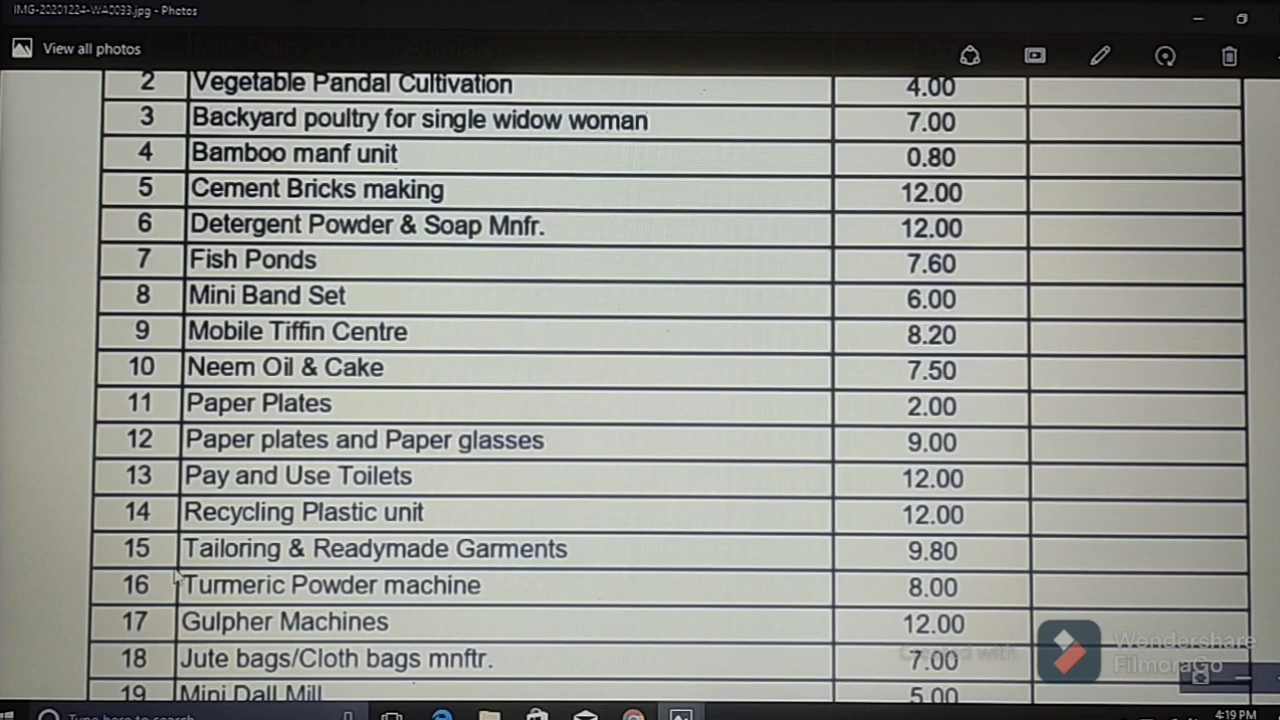 IMG-20201224-WA0033.jpg - Photos
View all photos
2 Vegetable Pandal Cultivation 4.00
3 Backyard poultry for single widow woman 7.00
4 Bamboo manf unit 0.80
5 Cement Bricks making 12.00
6 Detergent Powder & Soap Mnfr. 12.00
7 Fish Ponds 7.60
8 Mini Band Set 6.00
9 Mobile Tiffin Centre 8.20
10 Neem Oil & Cake 7.50
11 Paper Plates 2.00
12 Paper plates and Paper glasses 9.00
13 Pay and Use Toilets 12.00
14 Recycling Plastic unit 12.00
15 Tailoring & Readymade Garments 9.80
16 Turmeric Powder machine 8.00
17 Gulpher Machines 12.00
18 Jute bags/Cloth bags mnftr. 7.00
19 Mini Dall Mill 5.00
Created with
Wondershare
FilmoraGo
Type here to search
4:19 PM